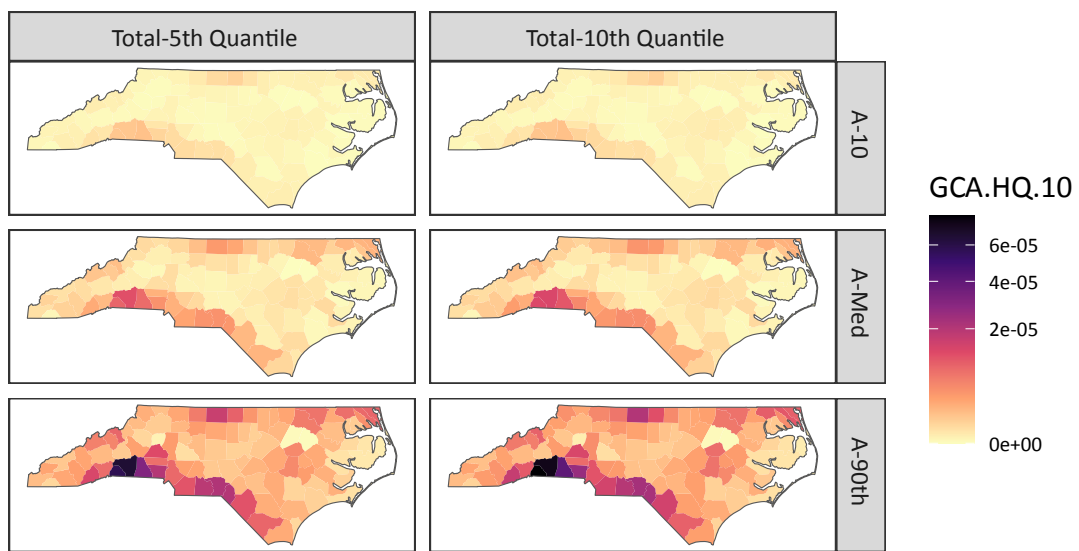 Total-5th Quantile
Total-10th Quantile
A-10
A-Med
A-90th
GCA.HQ.10
6e-05
4e-05
2e-05
0e+00